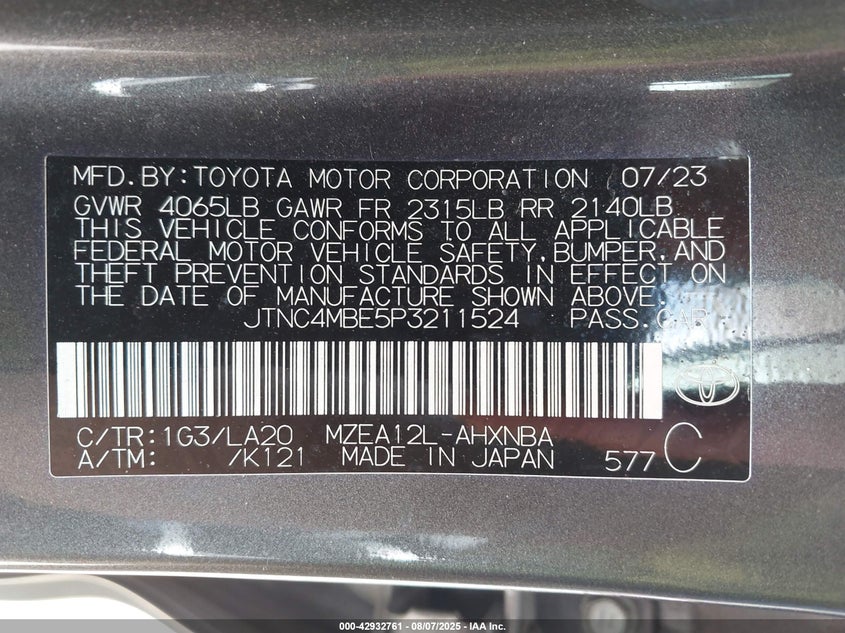 MFD.BY:TOYOTA MOTOR CORPORATION 07/23
GVWR 4065LB GAWR FR 2315LB RR 2140LB
THIS VEHICLE CONFORMS TO ALL APPLICABLE
FEDERAL MOTOR VEHICLE SAFETY,BUMPER,AND
THEFT PREVENTION STANDARDS IN EFFECT ON
THE DATE OF MANUFACTURE SHOWN ABOVE.
JTNC4MBE5P3211524 PASS.CAR
C/TR:1G3/LA20 MZEA12L-AHXNBA
A/TM: /K121 MADE IN JAPAN 577 C
000-42932761 - 08/07/2025 - IAA Inc.